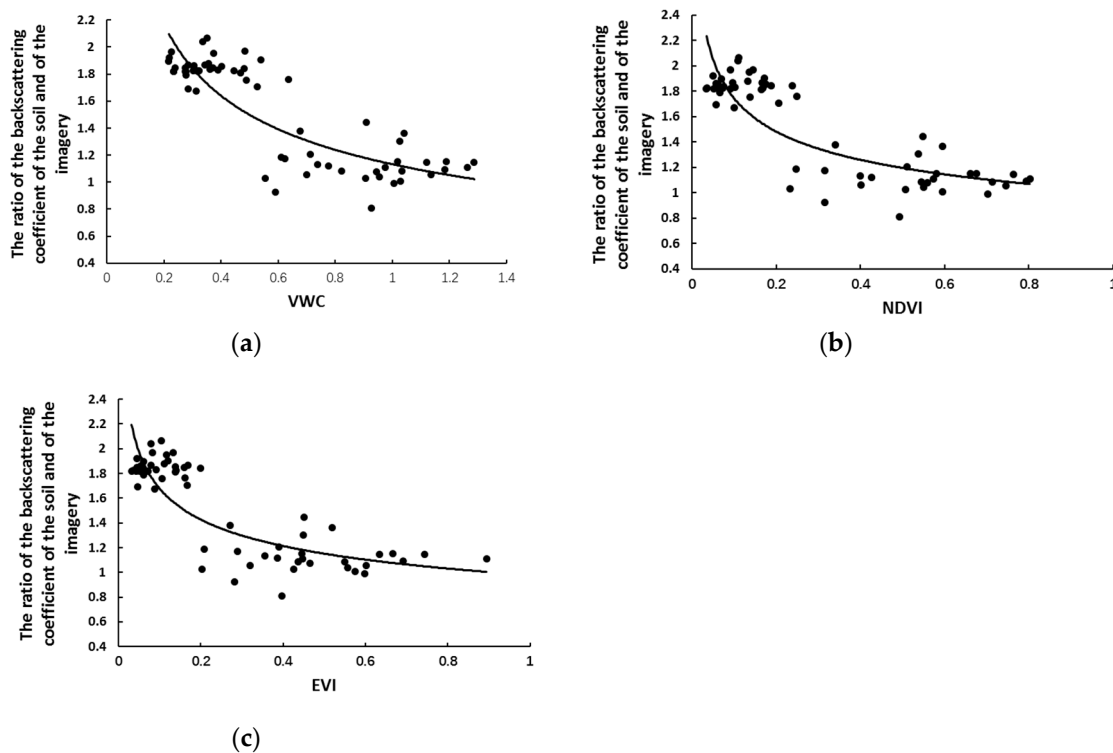 The ratio of the backscattering
coefficient of the soil and of the
imagery
2.2
2
1.8
1.6
1.4
1.2
1
0.8
0.6
0.4
0 0.2 0.4 0.6 0.8 1 1.2 1.4
VWC
(a)
The ratio of the backscattering
coefficient of the soil and of the
imagery
2.4
2.2
2
1.8
1.6
1.4
1.2
1
0.8
0.6
0.4
0 0.2 0.4 0.6 0.8 1
NDVI
(b)
The ratio of the backscattering
coefficient of the soil and of the
imagery
2.4
2.2
2
1.8
1.6
1.4
1.2
1
0.8
0.6
0.4
0 0.2 0.4 0.6 0.8 1
EVI
(c)